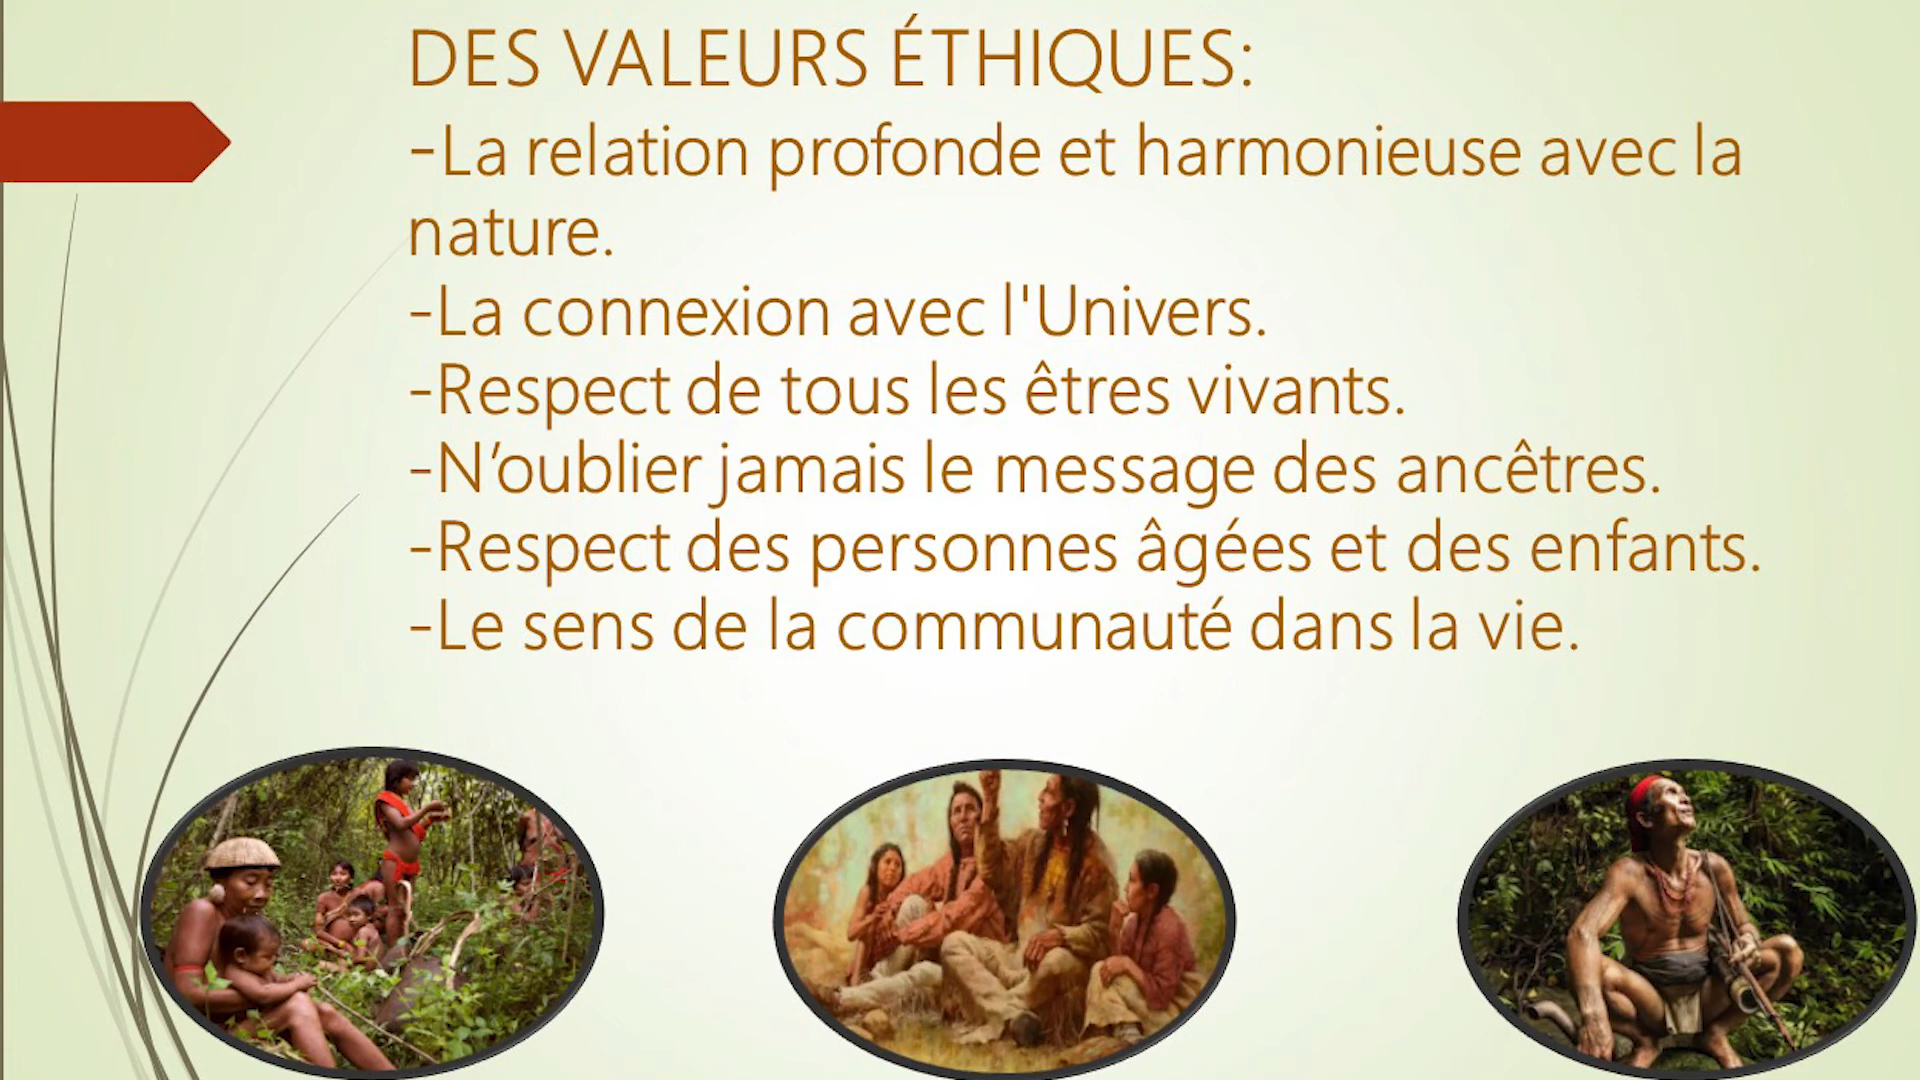 DES VALEURS ÉTHIQUES:
-La relation profonde et harmonieuse avec la
nature.
-La connexion avec l'Univers.
-Respect de tous les êtres vivants.
-N’oublier jamais le message des ancêtres.
-Respect des personnes âgées et des enfants.
-Le sens de la communauté dans la vie.